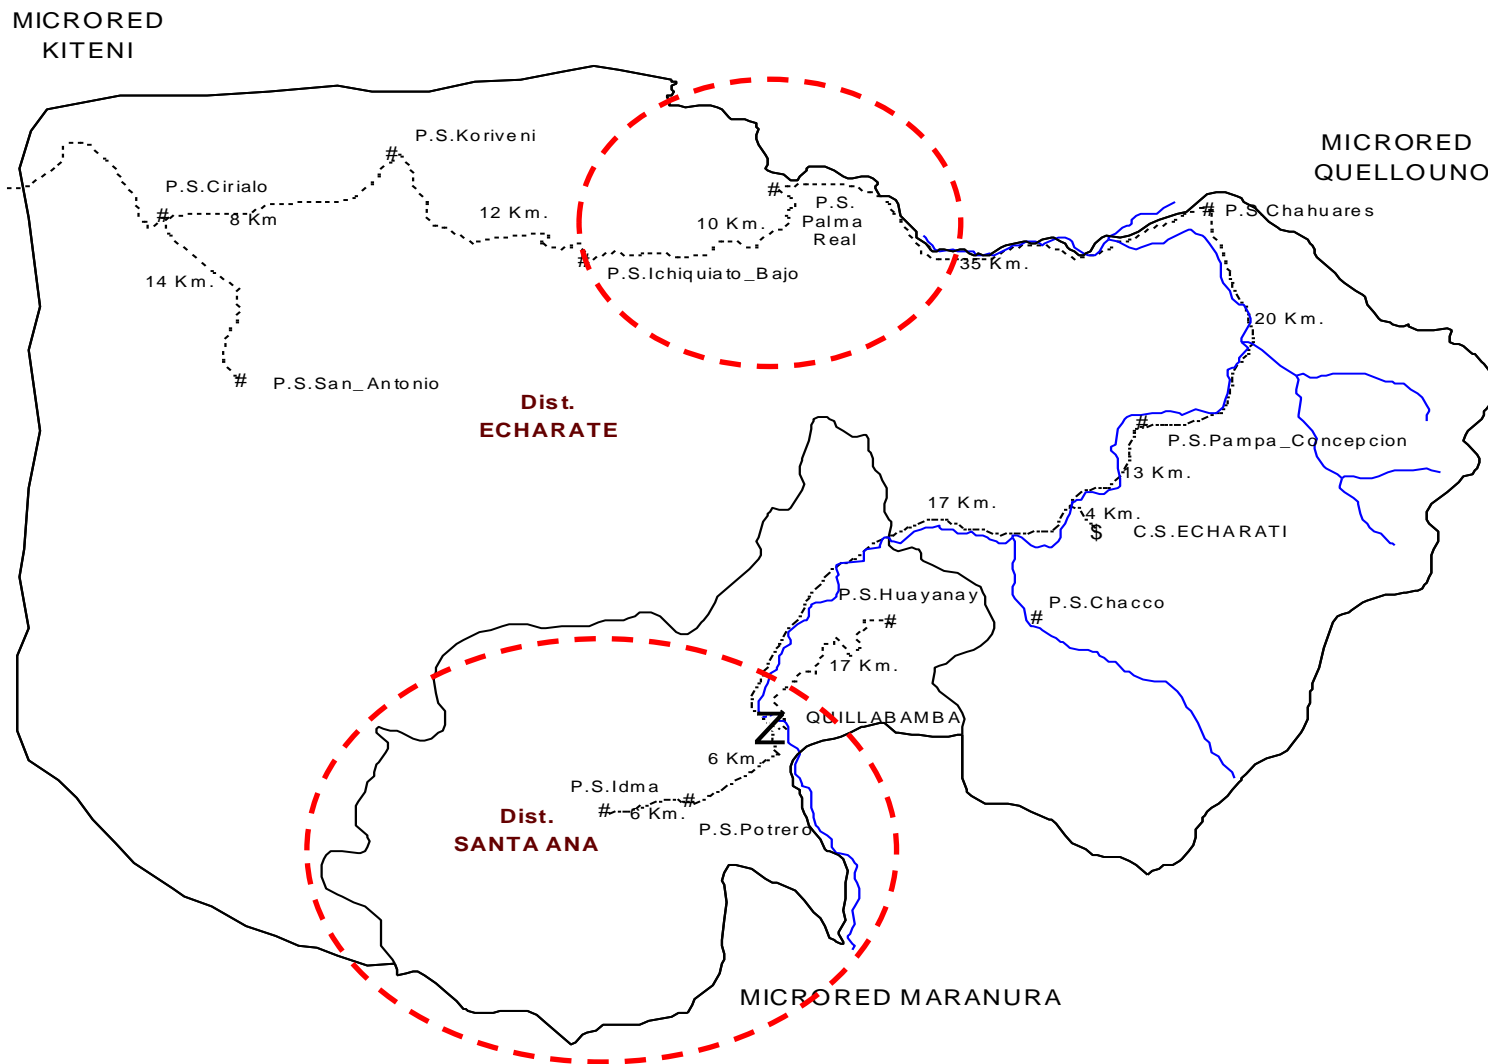 MICRORED
KITENI
P.S.Koriveni
MICRORED
QUELLOUNO
P.S.Cirialo
#
#
8 Km
12 Km.
10 Km.
#
P.S.
Palma
Real
#
P.S.Chahuares
#
P.S.Ichiquiato_Bajo
35 Km.
14 Km.
20 Km.
#
P.S.San_Antonio
Dist.
ECHARATE
#
P.S.Pampa_Concepcion
13 Km.
17 Km.
4 Km.
$
C.S.ECHARATI
P.S.Huayanay
#
P.S.Chacco
#
17 Km.
Z
QUILLABAMBA
6 Km.
P.S.Idma
#
#
6 Km.
P.S.Potrero
Dist.
SANTA ANA
MICRORED MARANURA